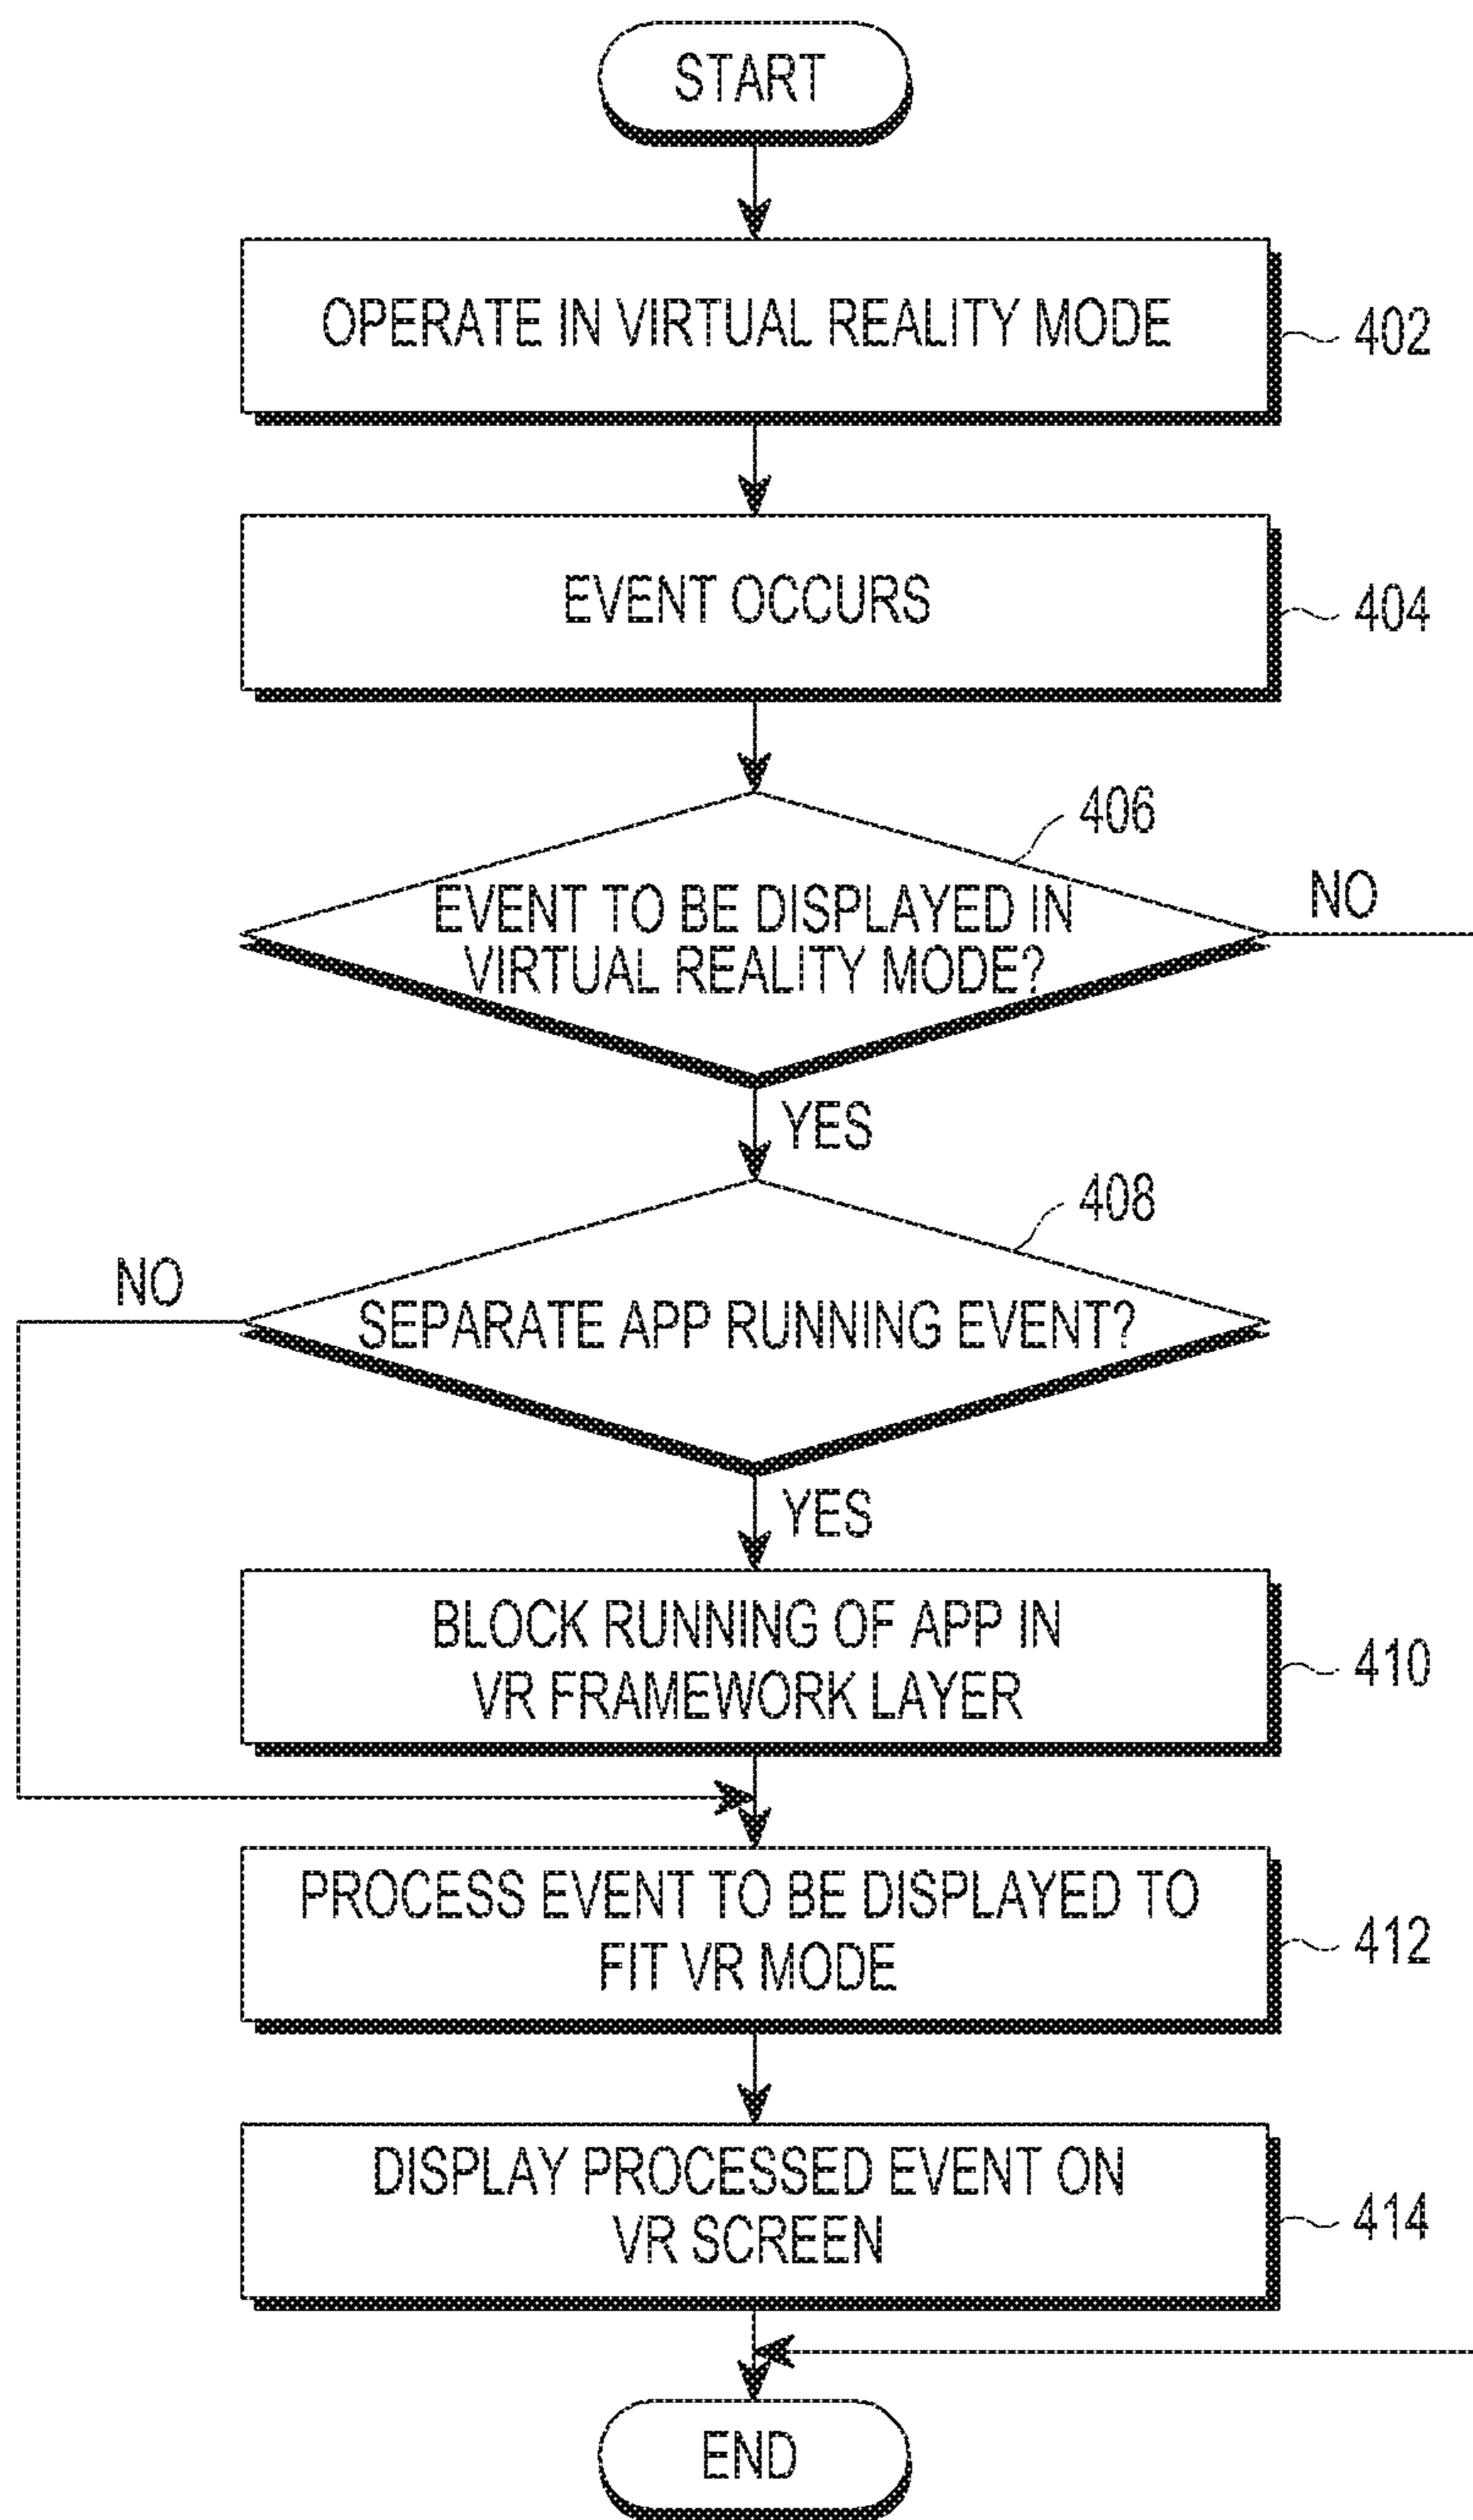 START
OPERATE IN VIRTUAL REALITY MODE
402
EVENT OCCURS
404
406
EVENT TO BE DISPLAYED IN
VIRTUAL REALITY MODE?
NO
YES
408
NO
SEPARATE APP RUNNING EVENT?
YES
BLOCK RUNNING OF APP IN
VR FRAMEWORK LAYER
410
PROCESS EVENT TO BE DISPLAYED TO
FIT VR MODE
412
DISPLAY PROCESSED EVENT ON
VR SCREEN
414
END